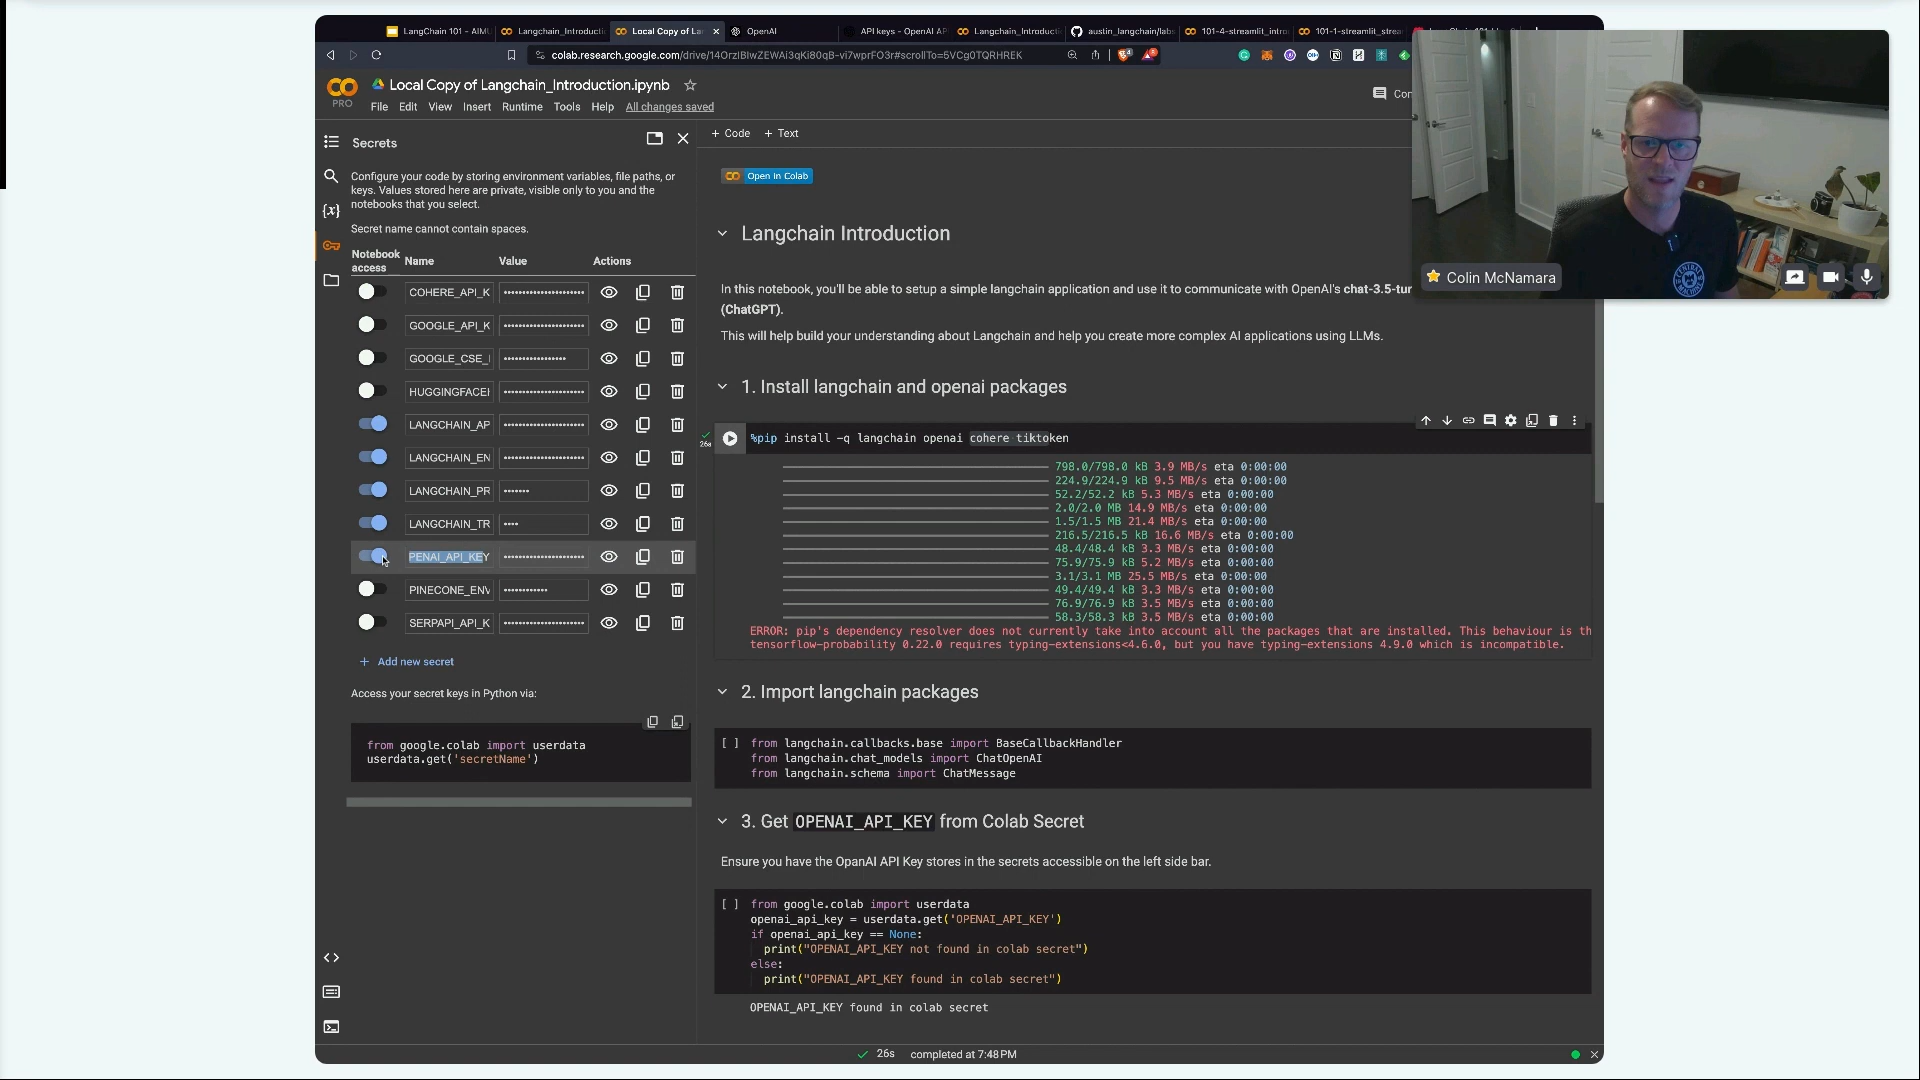 LangChain 101 - AIMU
Langchain_Introducti
Local Copy of La
OpenAI
API keys - OpenAI AP
Langchain_Introducti
austin_langchain/labs
101-4-streamlit_intro
101-1-streamlit_strea
colab.research.google.com/drive/14OrzIBlwZEWAi3qKi80qB-vi7wprFO3r#scrollTo=5VCg0TQRHREK
Local Copy of Langchain_Introduction.ipynb
PRO
File Edit View Insert Runtime Tools Help All changes saved
Secrets
+ Code + Text
Configure your code by storing environment variables, file paths, or
keys. Values stored here are private, visible only to you and the
notebooks that you select.
Secret name cannot contain spaces.
Notebook
access Name Value Actions
COHERE_API_K
GOOGLE_API_K
GOOGLE_CSE_
HUGGINGFACE
LANGCHAIN_AP
LANGCHAIN_EN
LANGCHAIN_PR
LANGCHAIN_TR
PENAI_API_KEY
PINECONE_ENV
SERPAPI_API_K
+ Add new secret
Access your secret keys in Python via:
from google.colab import userdata
userdata.get('secretName')
Open in Colab
Langchain Introduction
In this notebook, you'll be able to setup a simple langchain application and use it to communicate with OpenAI's chat-3.5-tur
(ChatGPT).
This will help build your understanding about Langchain and help you create more complex AI applications using LLMs.
1. Install langchain and openai packages
26s
%pip install -q langchain openai cohere tiktoken
798.0/798.0 kB 3.9 MB/s eta 0:00:00
224.9/224.9 kB 9.5 MB/s eta 0:00:00
52.2/52.2 kB 5.3 MB/s eta 0:00:00
2.0/2.0 MB 14.9 MB/s eta 0:00:00
1.5/1.5 MB 21.4 MB/s eta 0:00:00
216.5/216.5 kB 16.6 MB/s eta 0:00:00
48.4/48.4 kB 3.3 MB/s eta 0:00:00
75.9/75.9 kB 5.2 MB/s eta 0:00:00
3.1/3.1 MB 25.5 MB/s eta 0:00:00
49.4/49.4 kB 3.3 MB/s eta 0:00:00
76.9/76.9 kB 3.5 MB/s eta 0:00:00
58.3/58.3 kB 3.5 MB/s eta 0:00:00
ERROR: pip's dependency resolver does not currently take into account all the packages that are installed. This behaviour is th
tensorflow-probability 0.22.0 requires typing-extensions<4.6.0, but you have typing-extensions 4.9.0 which is incompatible.
2. Import langchain packages
[ ] from langchain.callbacks.base import BaseCallbackHandler
from langchain.chat_models import ChatOpenAI
from langchain.schema import ChatMessage
3. Get OPENAI_API_KEY from Colab Secret
Ensure you have the OpanAI API Key stores in the secrets accessible on the left side bar.
[ ] from google.colab import userdata
openai_api_key = userdata.get('OPENAI_API_KEY')
if openai_api_key == None:
print("OPENAI_API_KEY not found in colab secret")
else:
print("OPENAI_API_KEY found in colab secret")
OPENAI_API_KEY found in colab secret
26s completed at 7:48 PM
Colin McNamara